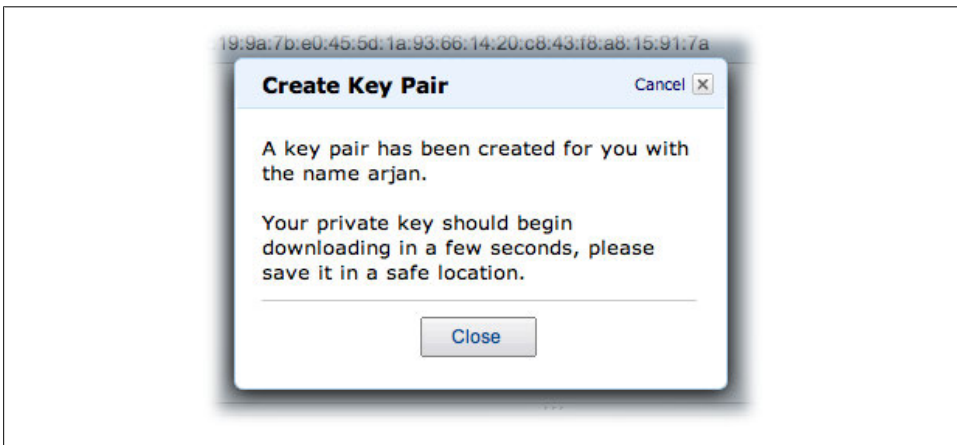 19:9a:7b:e0:45:5d:1a:93:66:14:20:c8:43:f8:a8:15:91:7a
Create Key Pair
Cancel
A key pair has been created for you with
the name arjan.
Your private key should begin
downloading in a few seconds, please
save it in a safe location.
Close